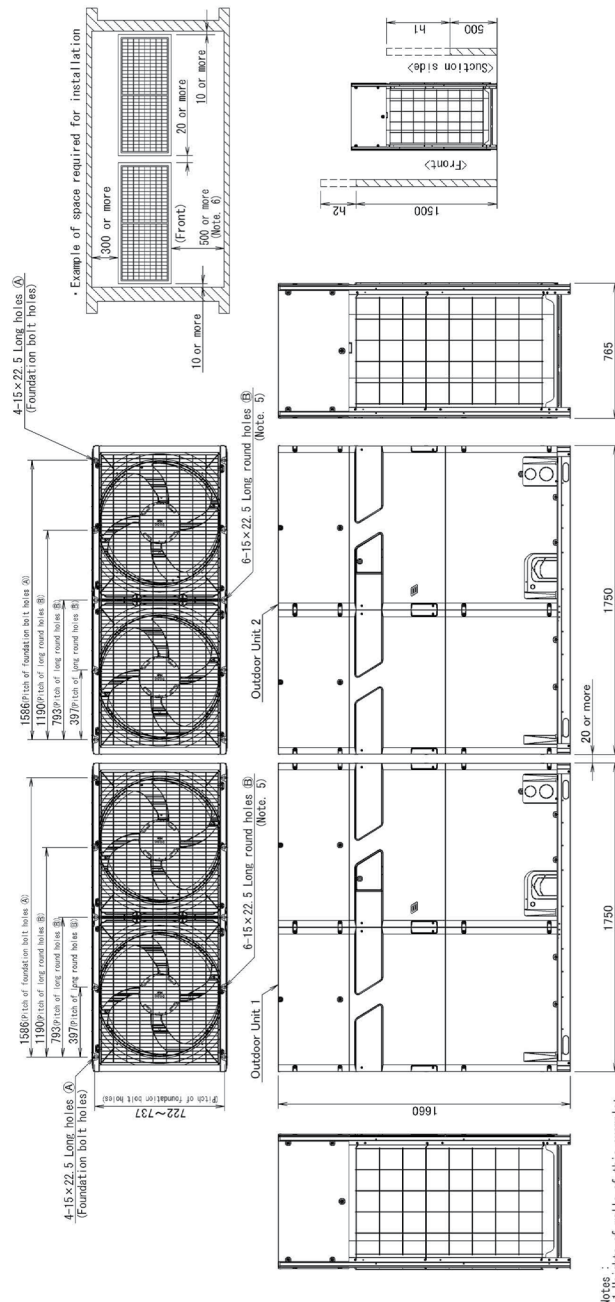 4-15×22.5 Long holes Ⓐ
(Foundation bolt holes)
1586(Pitch of foundation bolt holes Ⓐ)
1190(Pitch of long round holes Ⓑ)
793(Pitch of long round holes Ⓑ)
397(Pitch of long round holes Ⓑ)
722~737
(Pitch of foundation bolt holes)
6-15×22.5 Long round holes Ⓑ
(Note. 5)
1586(Pitch of foundation bolt holes Ⓐ)
1190(Pitch of long round holes Ⓑ)
793(Pitch of long round holes Ⓑ)
397(Pitch of long round holes Ⓑ)
4-15×22.5 Long holes Ⓐ
(Foundation bolt holes)
6-15×22.5 Long round holes Ⓑ
(Note. 5)
・Example of space required for installation
300 or more
10 or more
(Front)
500 or more
(Note. 6)
20 or more
10 or more
Outdoor Unit 1
Outdoor Unit 2
1660
1750
20 or more
1750
765
h2
1500
<Front>
<Suction side>
h1
500
Notes :